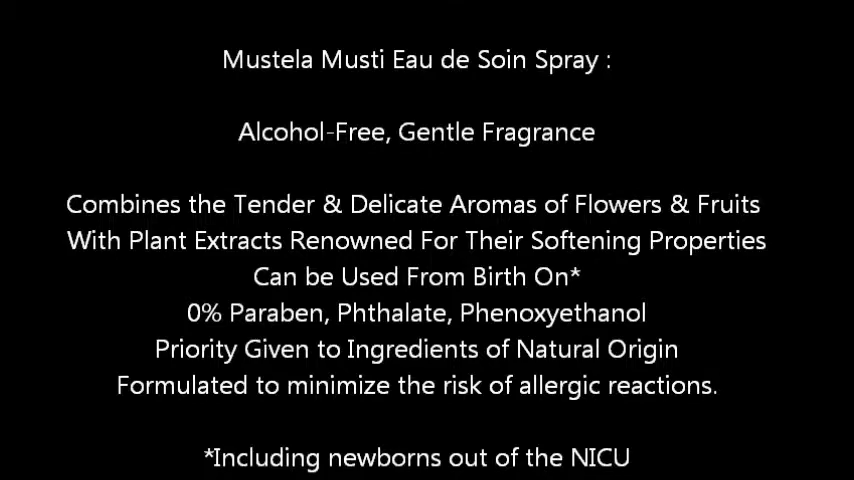 Mustela Musti Eau de Soin Spray :
Alcohol-Free, Gentle Fragrance
Combines the Tender & Delicate Aromas of Flowers & Fruits
With Plant Extracts Renowned For Their Softening Properties
Can be Used From Birth On*
0% Paraben, Phthalate, Phenoxyethanol
Priority Given to Ingredients of Natural Origin
Formulated to minimize the risk of allergic reactions.
*Including newborns out of the NICU